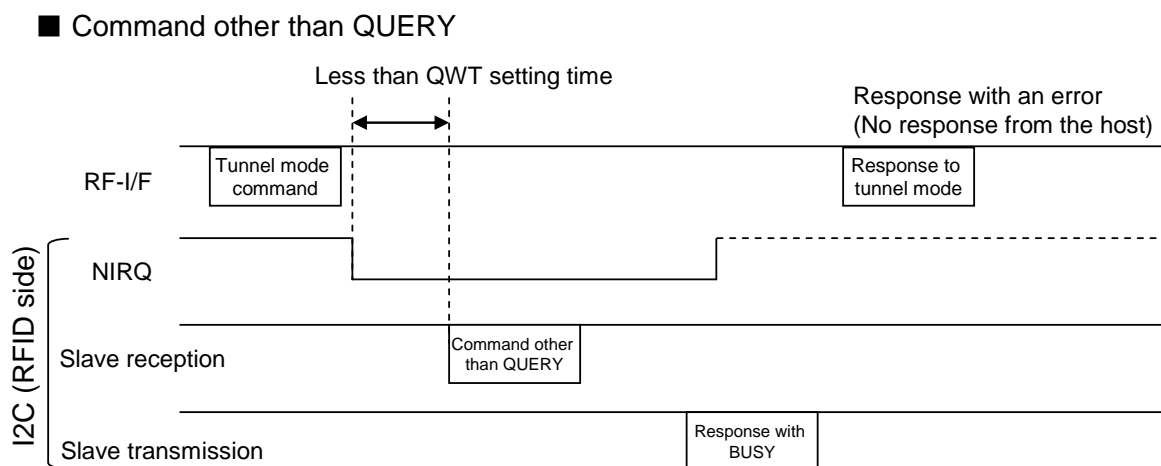 ■ Command other than QUERY
Less than QWT setting time
Response with an error
(No response from the host)
RF-I/F
Tunnel mode
command
Response to
tunnel mode
I2C (RFID side)
NIRQ
Slave reception
Command other
than QUERY
Slave transmission
Response with
BUSY